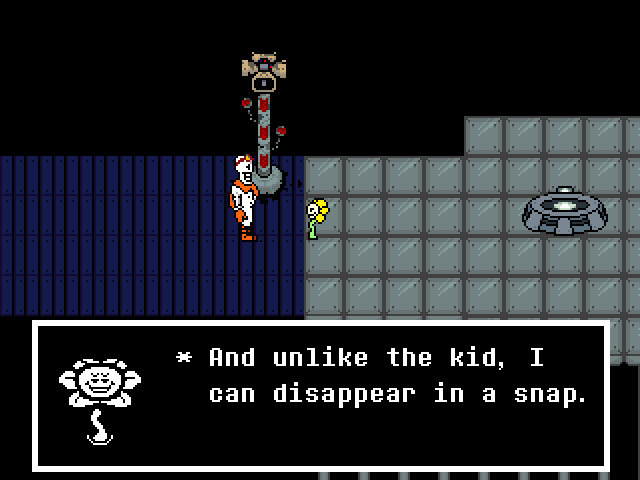 * And unlike the kid, I
can disappear in a snap.